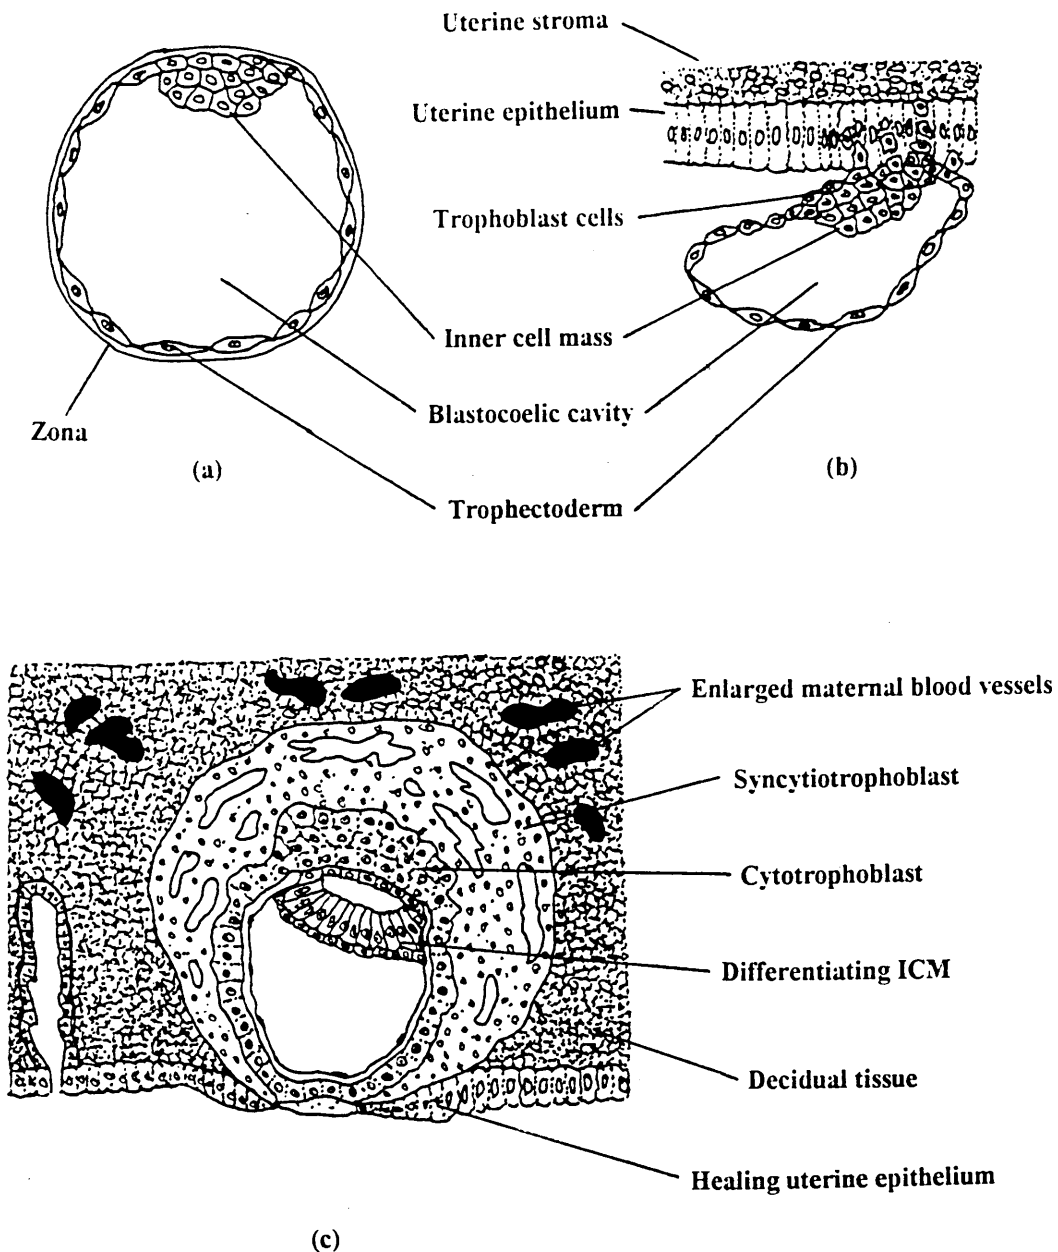 Uterine stroma
Uterine epithelium
Trophoblast cells
Inner cell mass
Blastocoelic cavity
Zona
(a)
(b)
Trophectoderm
Enlarged maternal blood vessels
Syncytiotrophoblast
Cytotrophoblast
Differentiating ICM
Decidual tissue
Healing uterine epithelium
(c)